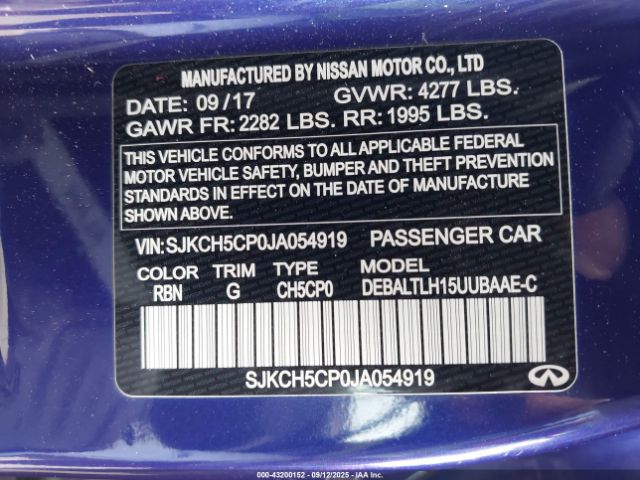 MANUFACTURED BY NISSAN MOTOR CO., LTD
DATE: 09/17 GVWR: 4277 LBS.
GAWR FR: 2282 LBS. RR: 1995 LBS.
THIS VEHICLE CONFORMS TO ALL APPLICABLE FEDERAL
MOTOR VEHICLE SAFETY, BUMPER AND THEFT PREVENTION
STANDARDS IN EFFECT ON THE DATE OF MANUFACTURE
SHOWN ABOVE.
VIN:SJKCH5CP0JA054919 PASSENGER CAR
COLOR TRIM TYPE MODEL
RBN G CH5CP0 DEBALTLH15UUBAAE-C
SJKCH5CP0JA054919
INFINITI
00-43200152 - 09/12/2025 - IAA Inc.